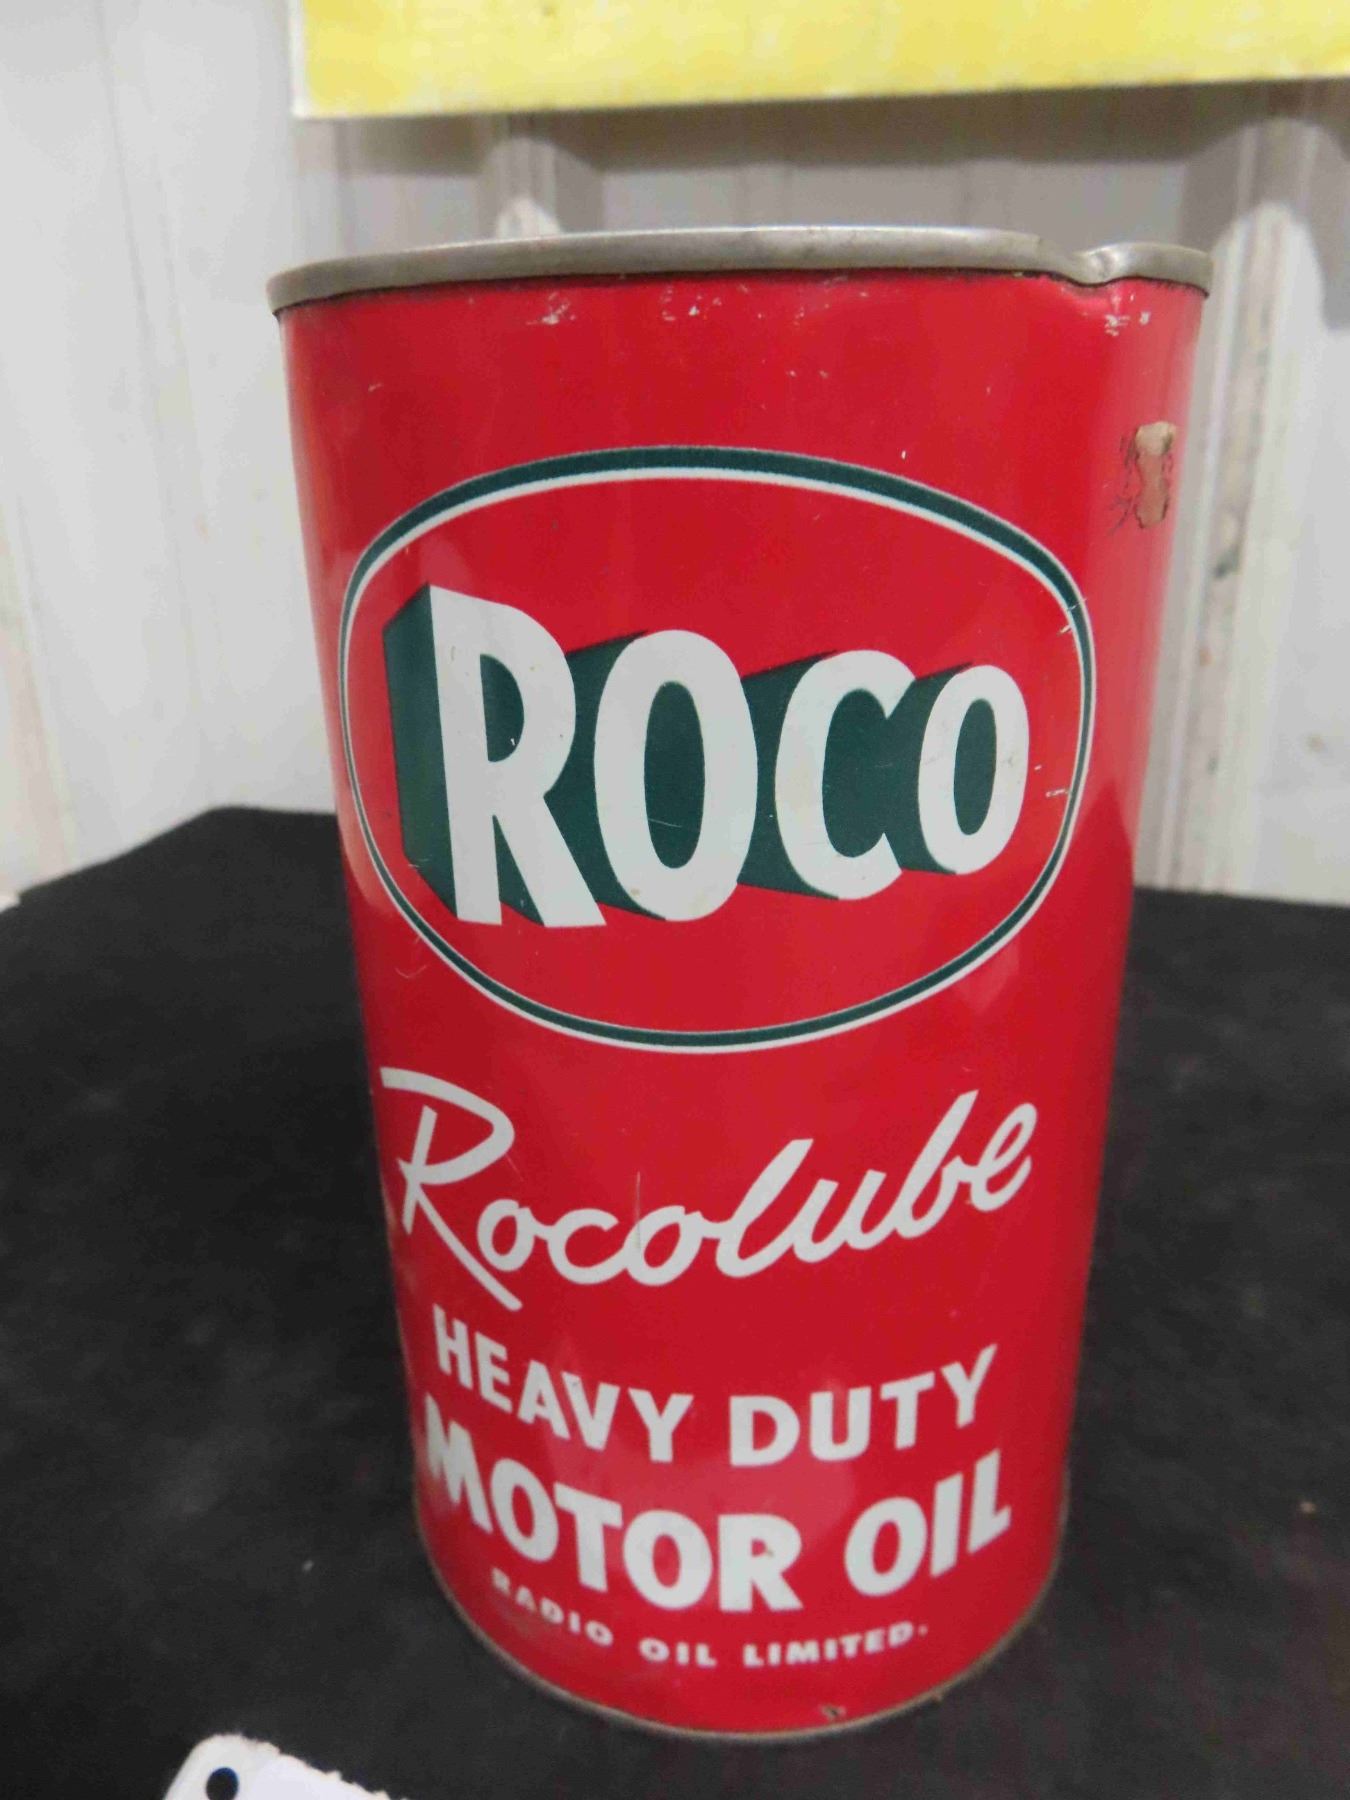 ROCO
Rocolube
HEAVY DUTY
MOTOR OIL
RADIO OIL LIMITED.